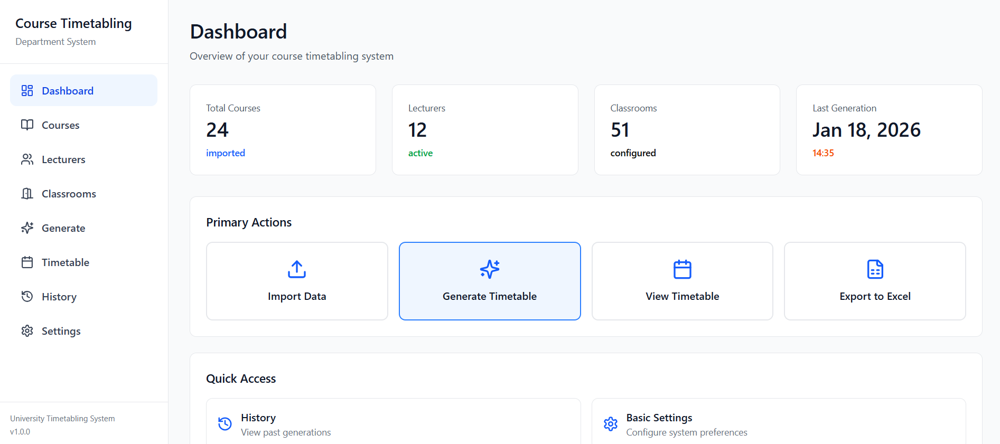 Course Timetabling
Department System
Dashboard
Courses
Lecturers
Classrooms
Generate
Timetable
History
Settings
University Timetabling System
v1.0.0
Dashboard
Overview of your course timetabling system
Total Courses
24
imported
Lecturers
12
active
Classrooms
51
configured
Last Generation
Jan 18, 2026
14:35
Primary Actions
Import Data
Generate Timetable
View Timetable
Export to Excel
Quick Access
History
View past generations
Basic Settings
Configure system preferences